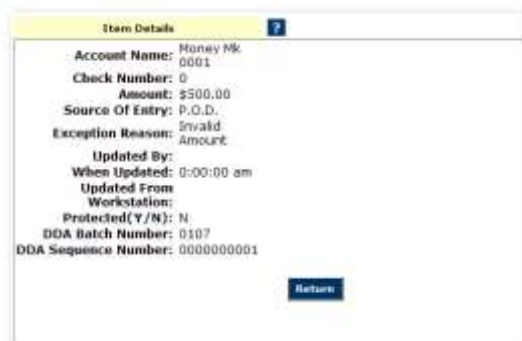 Item Details ?
Account Name: Money Mk
0001
Check Number: 0
Amount: $500.00
Source Of Entry: P.O.D.
Exception Reason: Invalid
Amount
Updated By:
When Updated: 0:00:00 am
Updated From
Workstation:
Protected(Y/N): N
DDA Batch Number: 0107
DDA Sequence Number: 0000000001
Return